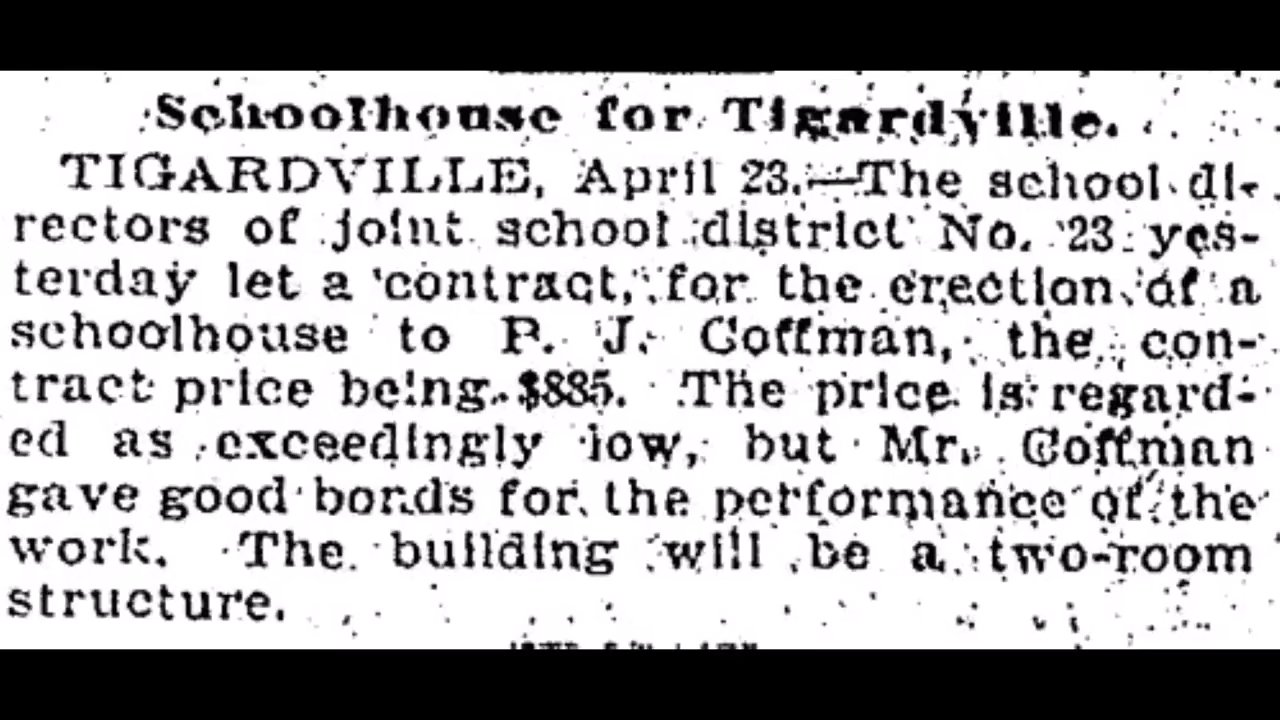 Schoolhouse for Tigardville.
TIGARDVILLE, April 23.—The school di-
rectors of joint school district No. 23 yes-
terday let a contract, for the erection of a
schoolhouse to P. J. Coffman, the con-
tract price being $885. The price is regard-
ed as exceedingly low, but Mr. Coffman
gave good bonds for the performance of the
work. The building will be a two-room
structure.